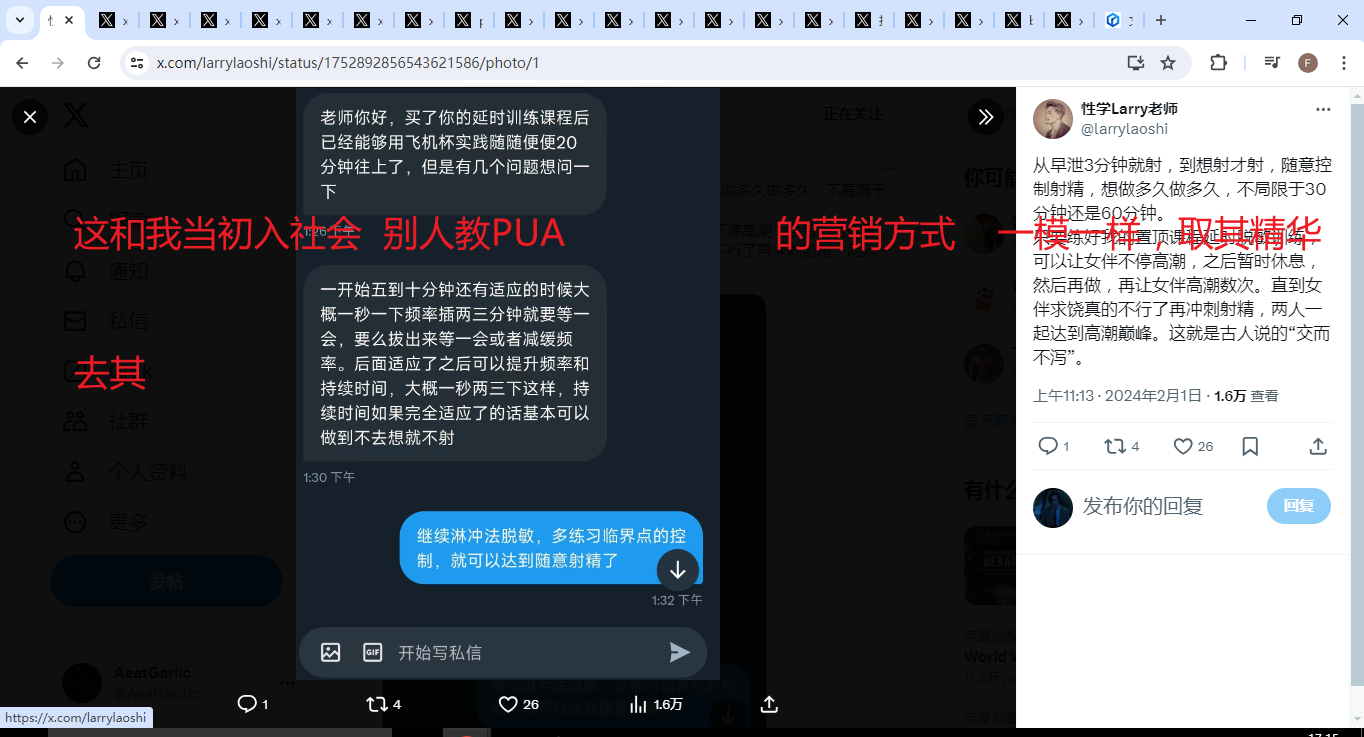 x.com/larrylaoshi/status/1752892856543621586/photo/1
F
正在关注
主页
通知
私信
社群
个人资料
更多
发帖
AeatGarlic
@AeatGarlic
老师你好，买了你的延时训练课程后
已经能够用飞机杯实践随随便便20
分钟往上了，但是有几个问题想问一
下
1:26 下午
这和我当初入社会 别人教PUA 的营销方式 一模一样，取其精华
去其
一开始五到十分钟还有适应的时候大
概一秒一下频率插两三分钟就要等一
会，要么拔出来等一会或者减缓频
率。后面适应了之后可以提升频率和
持续时间，大概一秒两三下这样，持
续时间如果完全适应了的话基本可以
做到不去想就不射
1:30 下午
继续淋冲法脱敏，多练习临界点的控
制，就可以达到随意射精了
1:32 下午
GIF
开始写私信
1
4
26
1.6万
https://x.com/larrylaoshi
性学Larry老师
@larrylaoshi
从早泄3分钟就射，到想射才射，随意控
制射精，想做多久做多久，不局限于30
分钟还是60分钟。
只要练好我的置顶课程延时脱敏训练，
可以让女伴不停高潮，之后暂时休息，
然后再做，再让女伴高潮数次。直到女
伴求饶真的不行了再冲刺射精，两人一
起达到高潮巅峰。这就是古人说的“交而
不泻”。
上午11:13 · 2024年2月1日 · 1.6万 查看
1
4
26
发布你的回复
回复